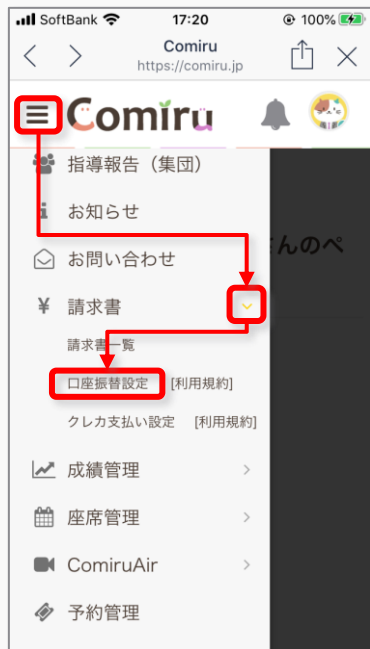 SoftBank 17:20 100%
Comiru
https://comiru.jp
Comiru
指導報告（集団）
お知らせ
さんのペ
お問い合わせ
¥ 請求書
請求書一覧
口座振替設定 [利用規約]
クレカ支払い設定 [利用規約]
成績管理
座席管理
ComiruAir
予約管理